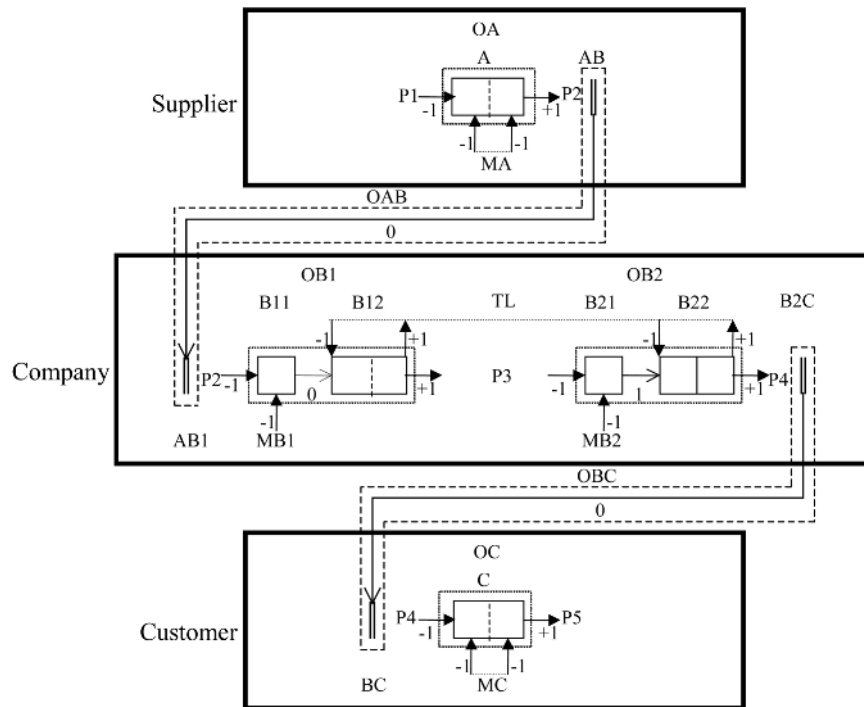 OA
A
AB
Supplier
P1
P2
-1
+1
-1
-1
MA
OAB
0
OB1
OB2
B11
B12
TL
B21
B22
B2C
-1
+1
-1
+1
Company
P2
-1
+1
P3
-1
+1
P4
0
1
-1
-1
AB1
MB1
MB2
OBC
0
OC
C
P4
P5
-1
+1
Customer
-1
-1
BC
MC